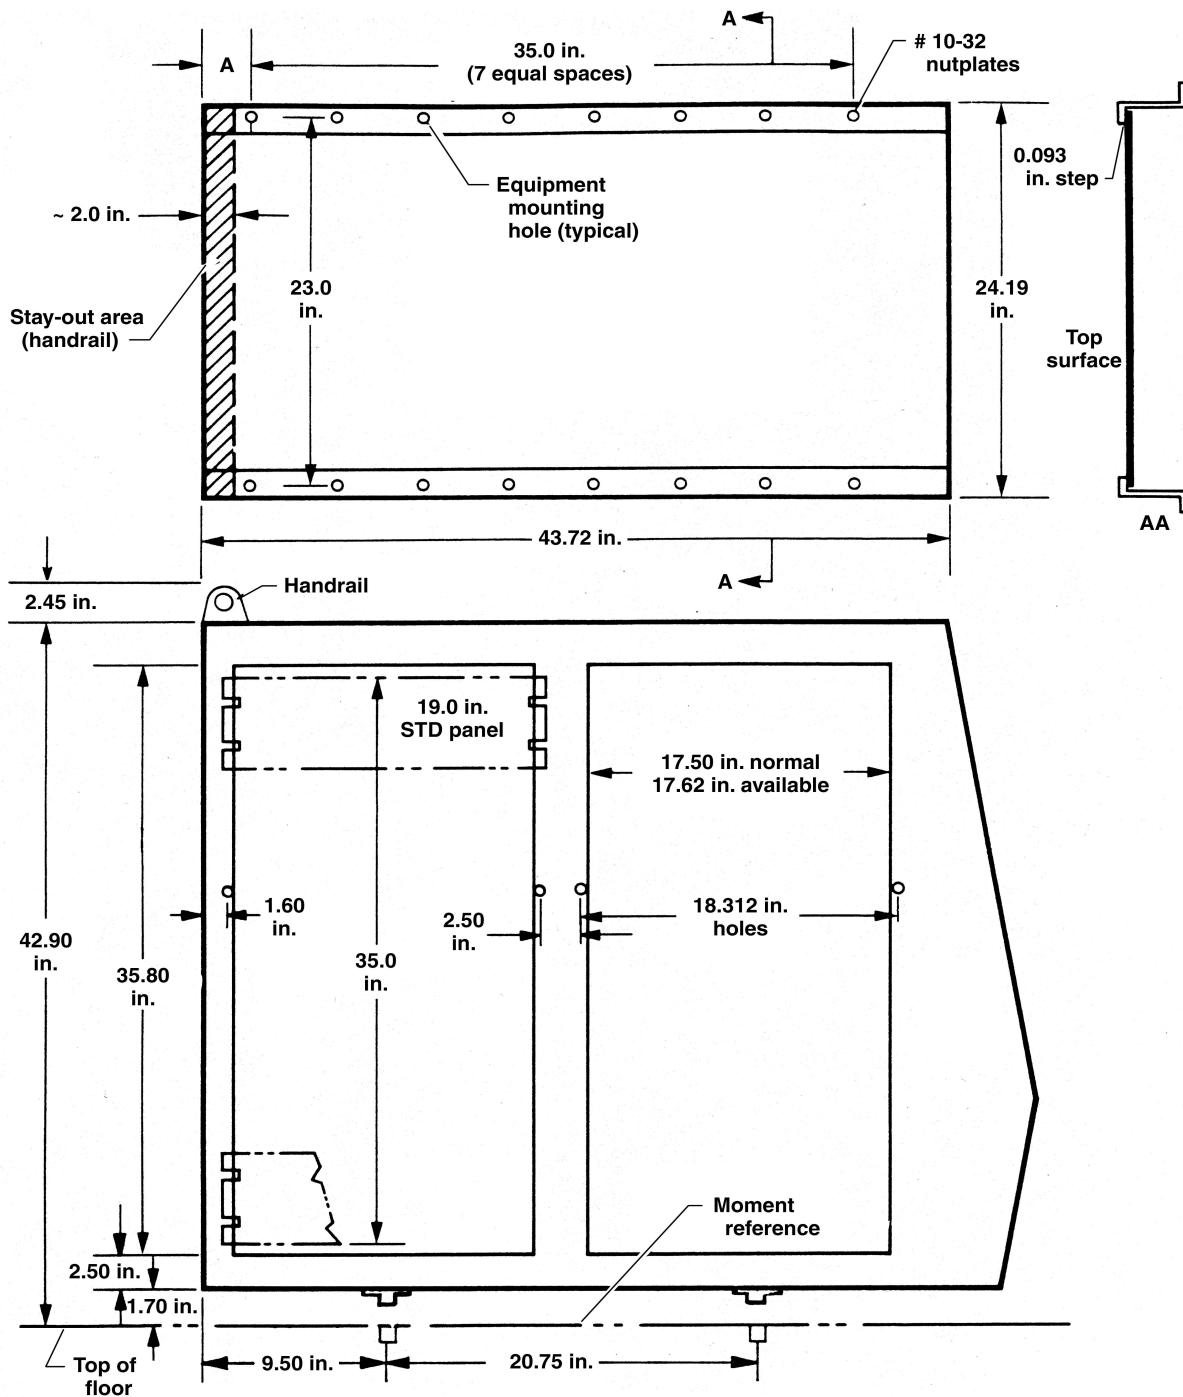 A
A
35.0 in.
(7 equal spaces)
# 10-32
nutplates
0.093
in. step
Equipment
mounting
hole (typical)
~ 2.0 in.
23.0
in.
24.19
in.
Stay-out area
(handrail)
Top
surface
AA
43.72 in.
A
Handrail
2.45 in.
19.0 in.
STD panel
17.50 in. normal
17.62 in. available
1.60
in.
2.50
in.
18.312 in.
holes
42.90
in.
35.80
in.
35.0
in.
Moment
reference
2.50 in.
1.70 in.
Top of
floor
9.50 in.
20.75 in.